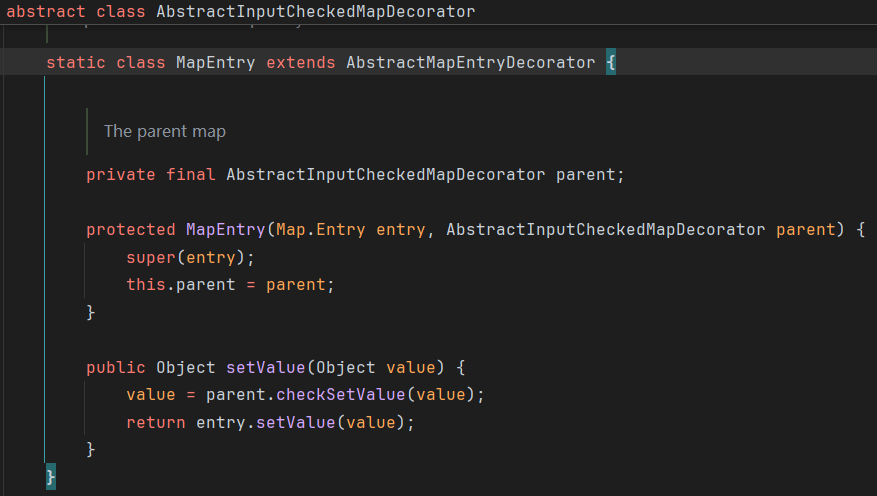 abstract class AbstractInputCheckedMapDecorator
static class MapEntry extends AbstractMapEntryDecorator {
The parent map
private final AbstractInputCheckedMapDecorator parent;
protected MapEntry(Map.Entry entry, AbstractInputCheckedMapDecorator parent) {
super(entry);
this.parent = parent;
}
public Object setValue(Object value) {
value = parent.checkSetValue(value);
return entry.setValue(value);
}
}